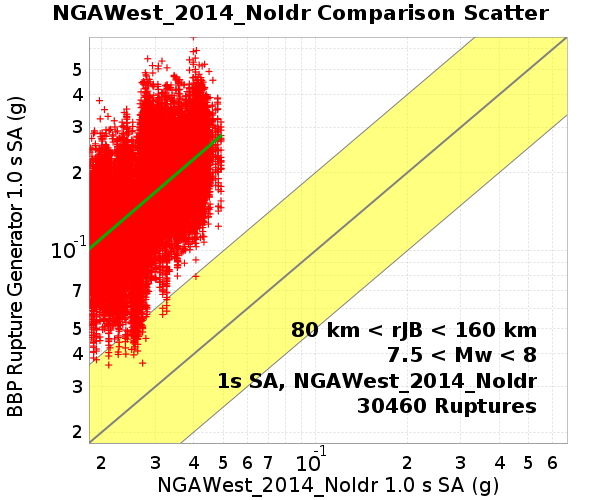 NGAWest_2014_NoIdr Comparison Scatter
BBP Rupture Generator 1.0 s SA (g)
5
4
3
2
10^-1
7
5
4
3
2
80 km < rJB < 160 km
7.5 < Mw < 8
1s SA, NGAWest_2014_NoIdr
30460 Ruptures
2 3 4 5 6 7 10^-1 2 3 4 5 6
NGAWest_2014_NoIdr 1.0 s SA (g)